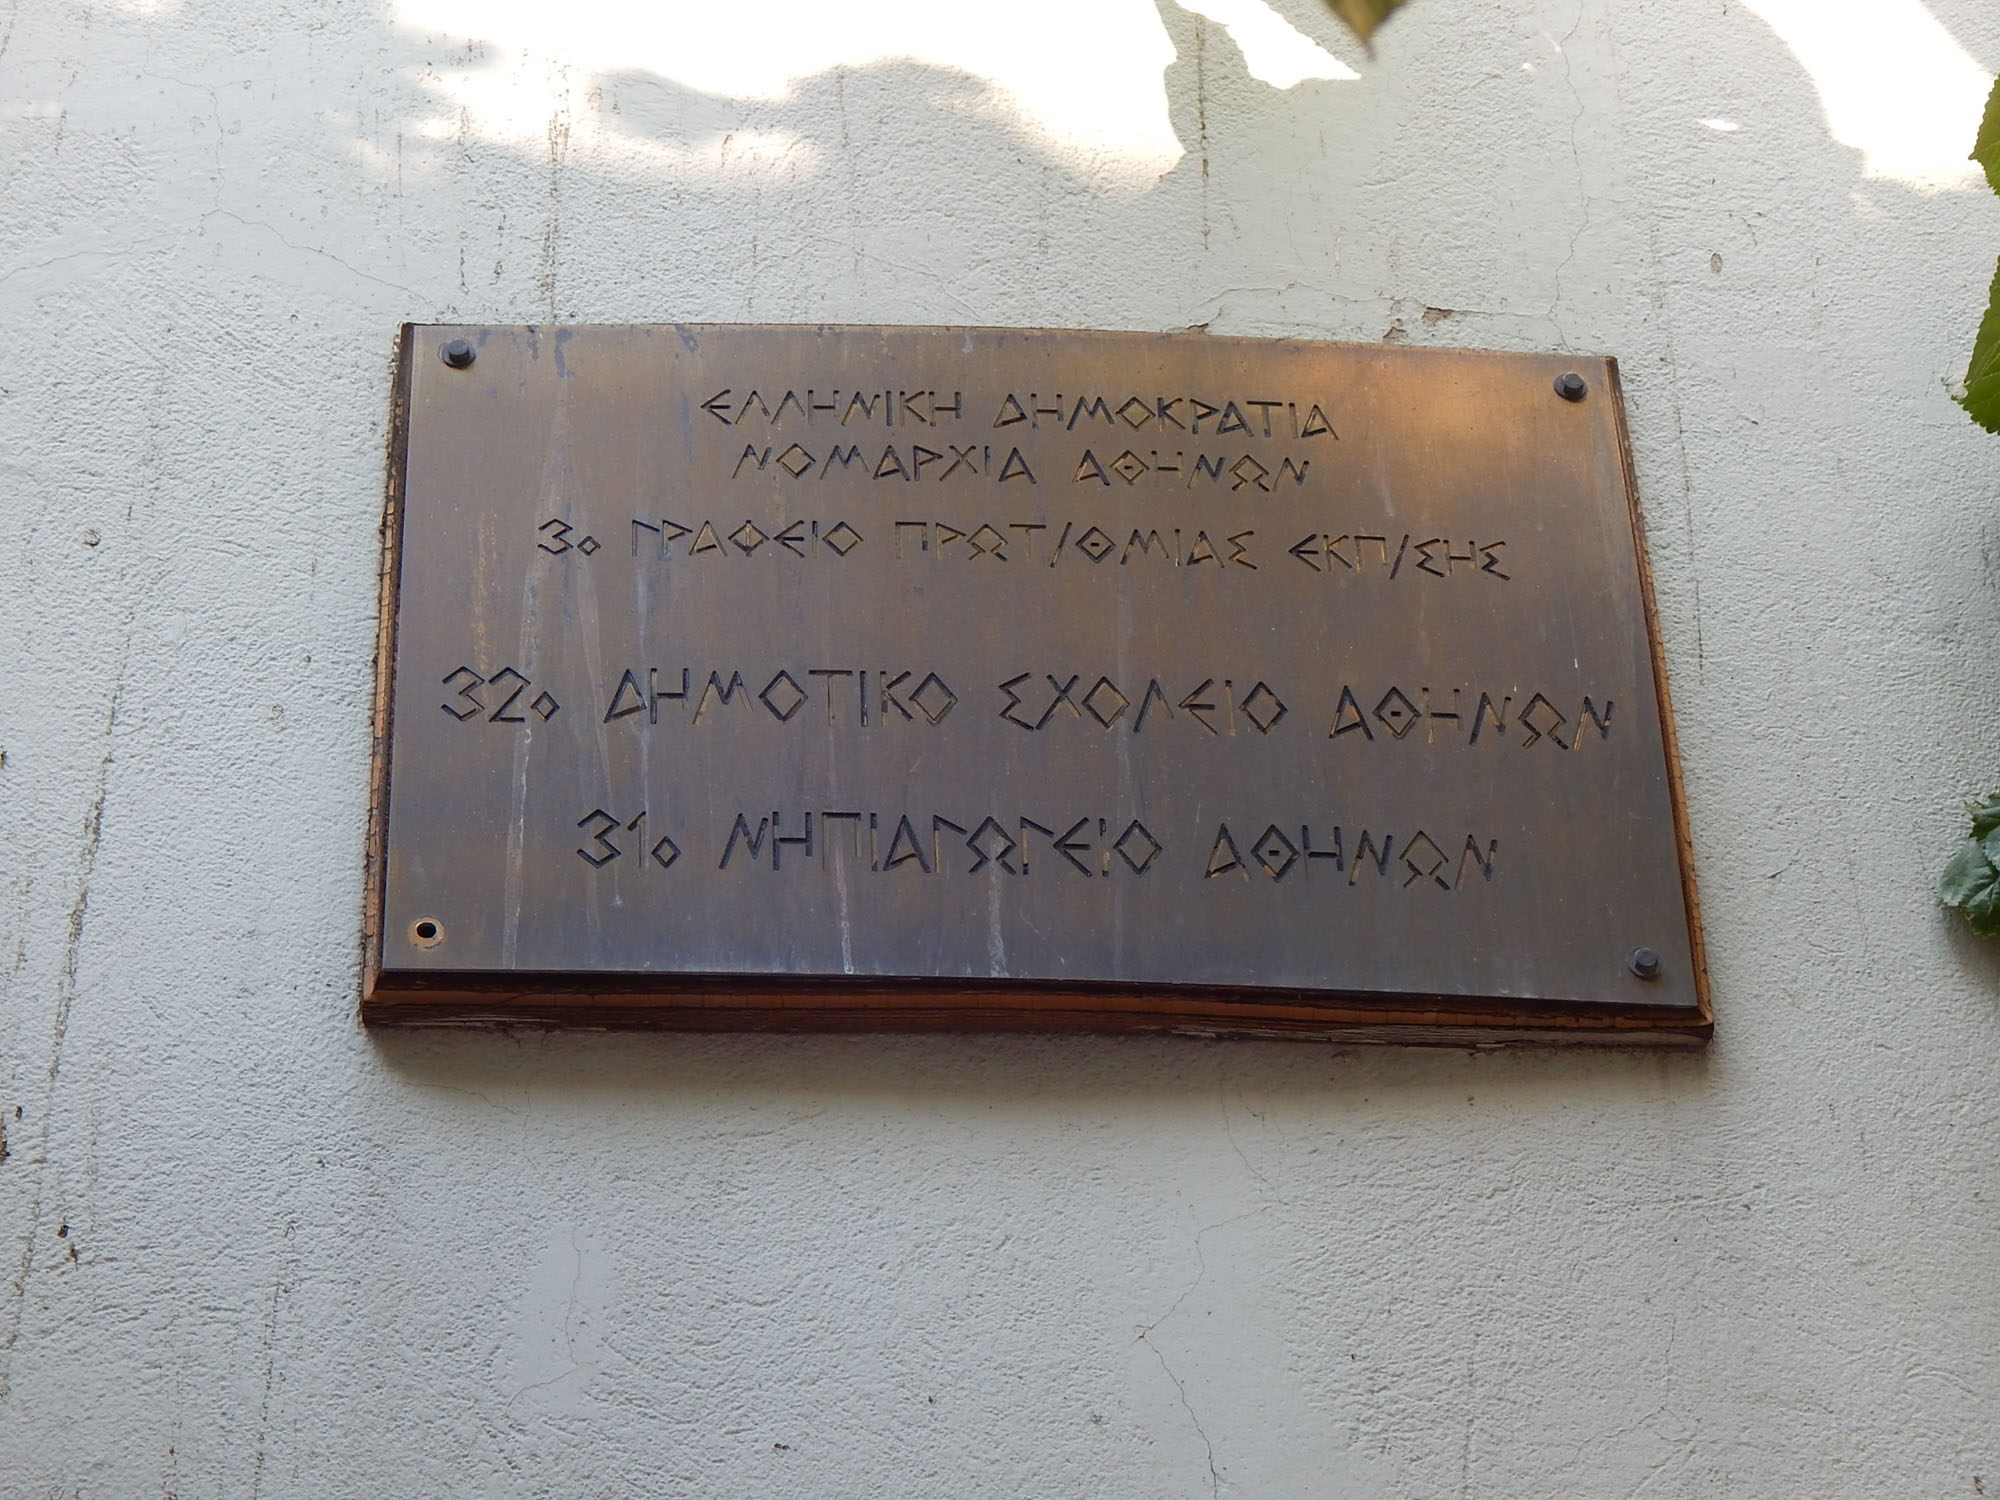 ΕΛΛΗΝΙΚΗ ΔΗΜΟΚΡΑΤΙΑ
ΝΟΜΑΡΧΙΑ ΑΘΗΝΩΝ
3ο ΓΡΑΦΕΙΟ ΠΡΩΤ/ΘΜΙΑΣ ΕΚΠ/ΣΗΣ
32ο ΔΗΜΟΤΙΚΟ ΣΧΟΛΕΙΟ ΑΘΗΝΩΝ
31ο ΝΗΠΙΑΓΩΓΕΙΟ ΑΘΗΝΩΝ